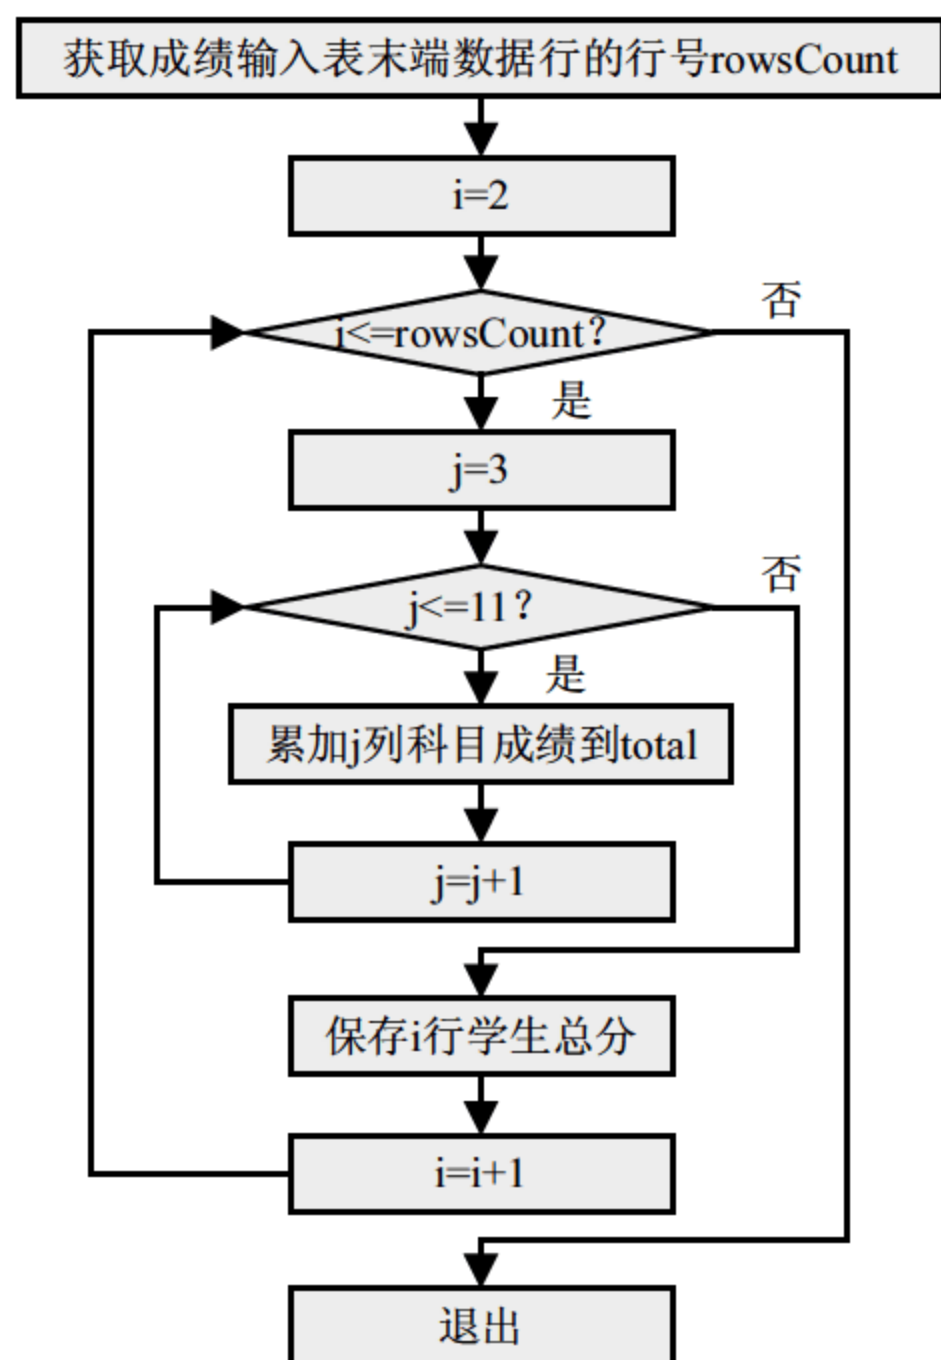 获取成绩输入表末端数据行的行号rowsCount
i=2
i<=rowsCount？
否
是
j=3
j<=11？
否
是
累加j列科目成绩到total
j=j+1
保存i行学生总分
i=i+1
退出